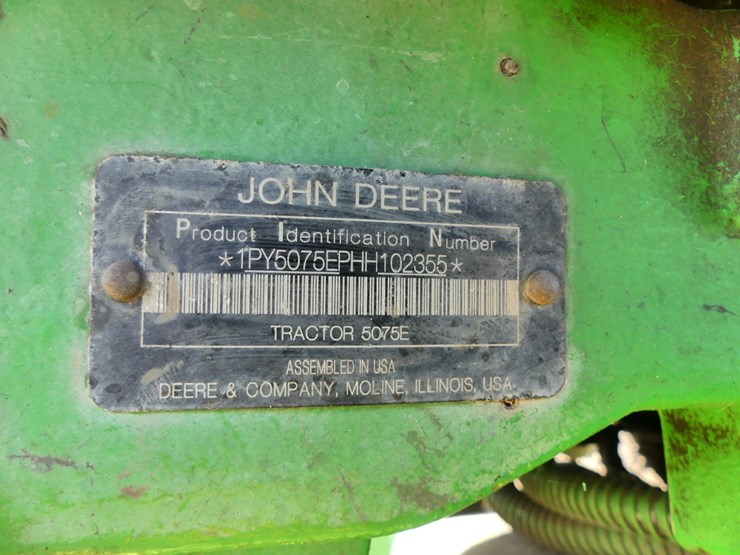 JOHN DEERE
Product Identification Number
*1PY5075EPHH102355*
TRACTOR 5075E
ASSEMBLED IN USA
DEERE & COMPANY, MOLINE, ILLINOIS, USA